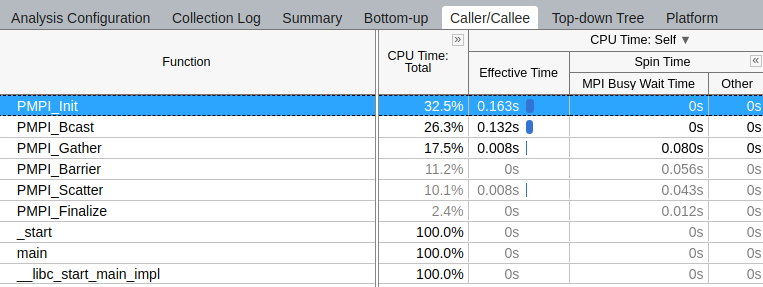 Analysis Configuration Collection Log Summary Bottom-up Caller/Callee Top-down Tree Platform
Function CPU Time: Total » CPU Time: Self ▼
Effective Time Spin Time «
MPI Busy Wait Time Other
PMPI_Init 32.5% 0.163s 0s 0s
PMPI_Bcast 26.3% 0.132s 0s 0s
PMPI_Gather 17.5% 0.008s 0.080s 0s
PMPI_Barrier 11.2% 0s 0.056s 0s
PMPI_Scatter 10.1% 0.008s 0.043s 0s
PMPI_Finalize 2.4% 0s 0.012s 0s
_start 100.0% 0s 0s 0s
main 100.0% 0s 0s 0s
__libc_start_main_impl 100.0% 0s 0s 0s